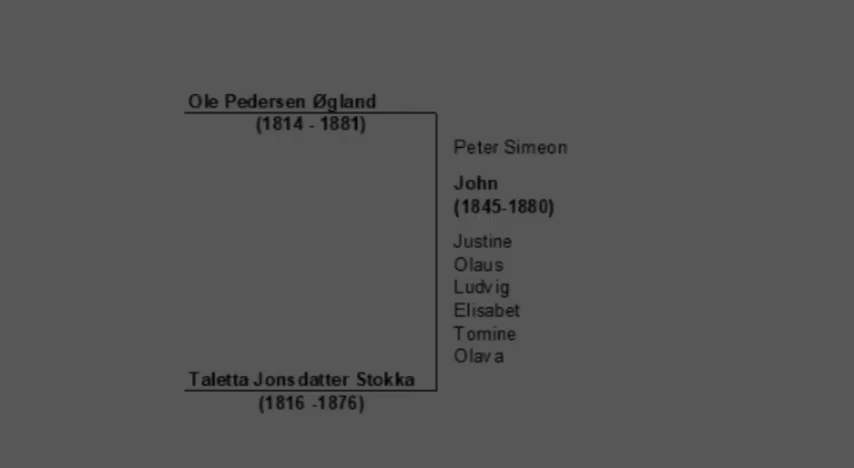 Ole Pedersen Øgland
(1814 - 1881)
Peter Simeon
John
(1845-1880)
Justine
Olaus
Ludvig
Elisabet
Tomine
Olava
Taletta Jonsdatter Stokka
(1816 -1876)